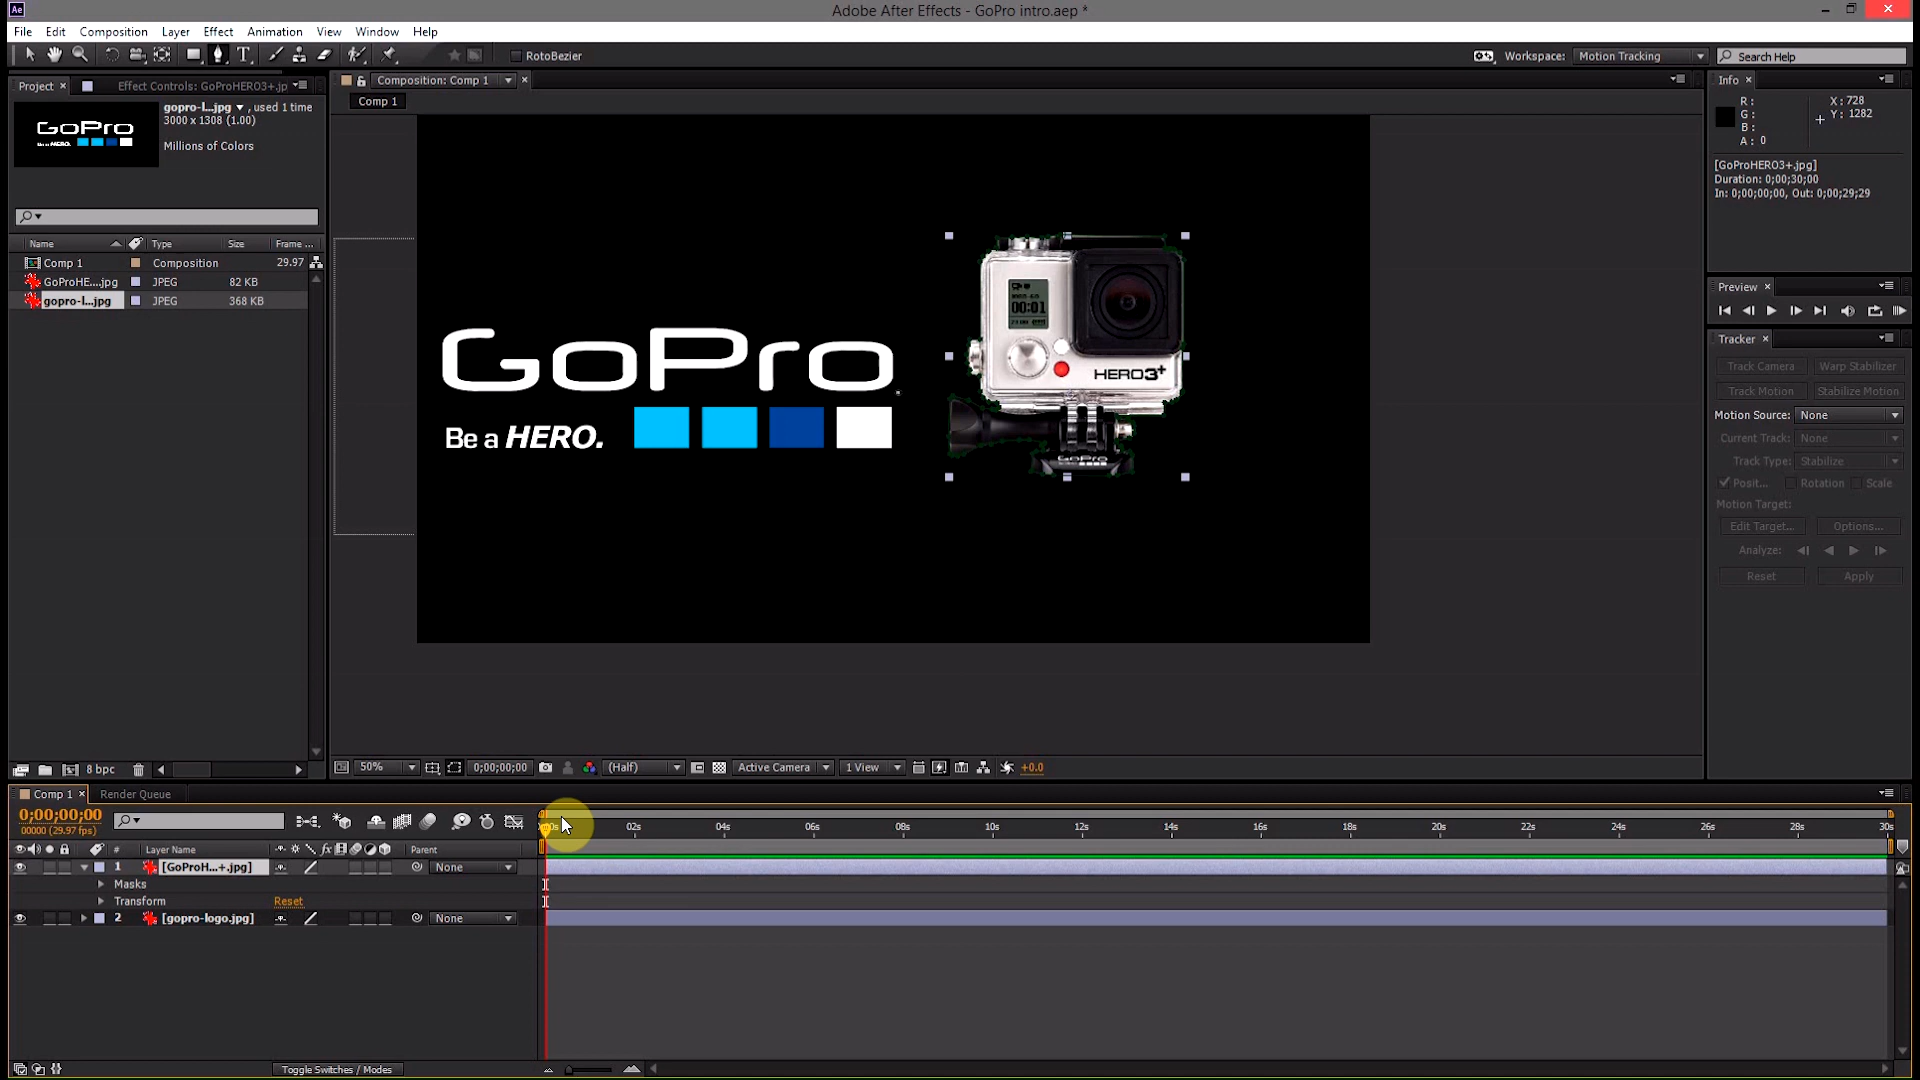 Ae
Adobe After Effects - GoPro intro.aep *
File Edit Composition Layer Effect Animation View Window Help
RotoBezier
Workspace: Motion Tracking
Search Help
Project × Effect Controls: GoProHERO3+.jp
gopro-l...jpg ▼, used 1 time
3000 x 1308 (1.00)
Millions of Colors
GoPro
Be a HERO.
Name Type Size Frame ...
Comp 1 Composition 29.97
GoProHE....jpg JPEG 82 KB
gopro-l...jpg JPEG 368 KB
8 bpc
Composition: Comp 1
Comp 1
GoPro
Be a HERO.
00:01
HERO3+
GoPro
50% 0;00;00;00 (Half) Active Camera 1 View +0.0
Info ×
R: X: 728
G: Y: 1282
B:
A: 0
[GoProHERO3+.jpg]
Duration: 0;00;30;00
In: 0;00;00;00, Out: 0;00;29;29
Preview ×
Tracker ×
Track Camera Warp Stabilizer
Track Motion Stabilize Motion
Motion Source: None
Current Track: None
Track Type: Stabilize
Posit... Rotation Scale
Motion Target:
Edit Target... Options...
Analyze:
Reset Apply
Comp 1 × Render Queue
0;00;00;00
00000 (29.97 fps)
:00s 02s 04s 06s 08s 10s 12s 14s 16s 18s 20s 22s 24s 26s 28s 30s
# Layer Name Parent
1 [GoProH...+.jpg] None
Masks
Transform Reset
2 [gopro-logo.jpg] None
Toggle Switches / Modes